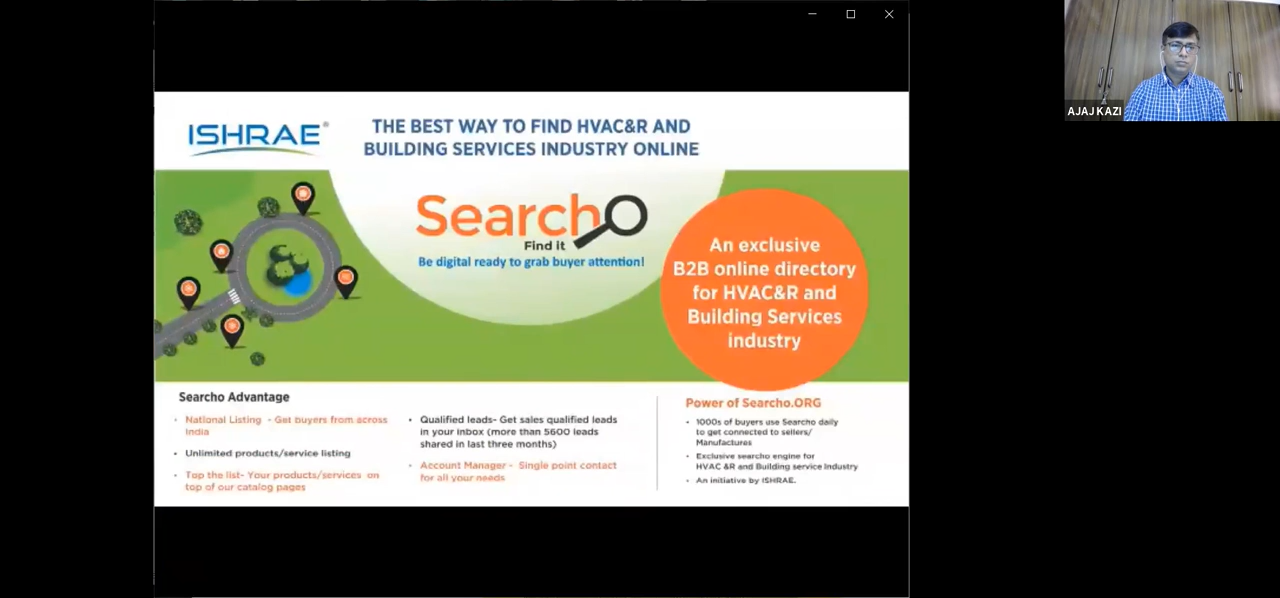 ISHRAE®
THE BEST WAY TO FIND HVAC&R AND
BUILDING SERVICES INDUSTRY ONLINE
SearchO
Find it
Be digital ready to grab buyer attention!
An exclusive
B2B online directory
for HVAC&R and
Building Services
industry
Searcho Advantage
• National Listing - Get buyers from across
India
• Unlimited products/service listing
• Top the list- Your products/services on
top of our catalog pages
• Qualified leads- Get sales qualified leads
in your inbox (more than 5600 leads
shared in last three months)
• Account Manager - Single point contact
for all your needs
Power of Searcho.ORG
• 1000s of buyers use Searcho daily
to get connected to sellers/
Manufactures
• Exclusive searcho engine for
HVAC &R and Building service Industry
• An initiative by ISHRAE.
AJAJ KAZI